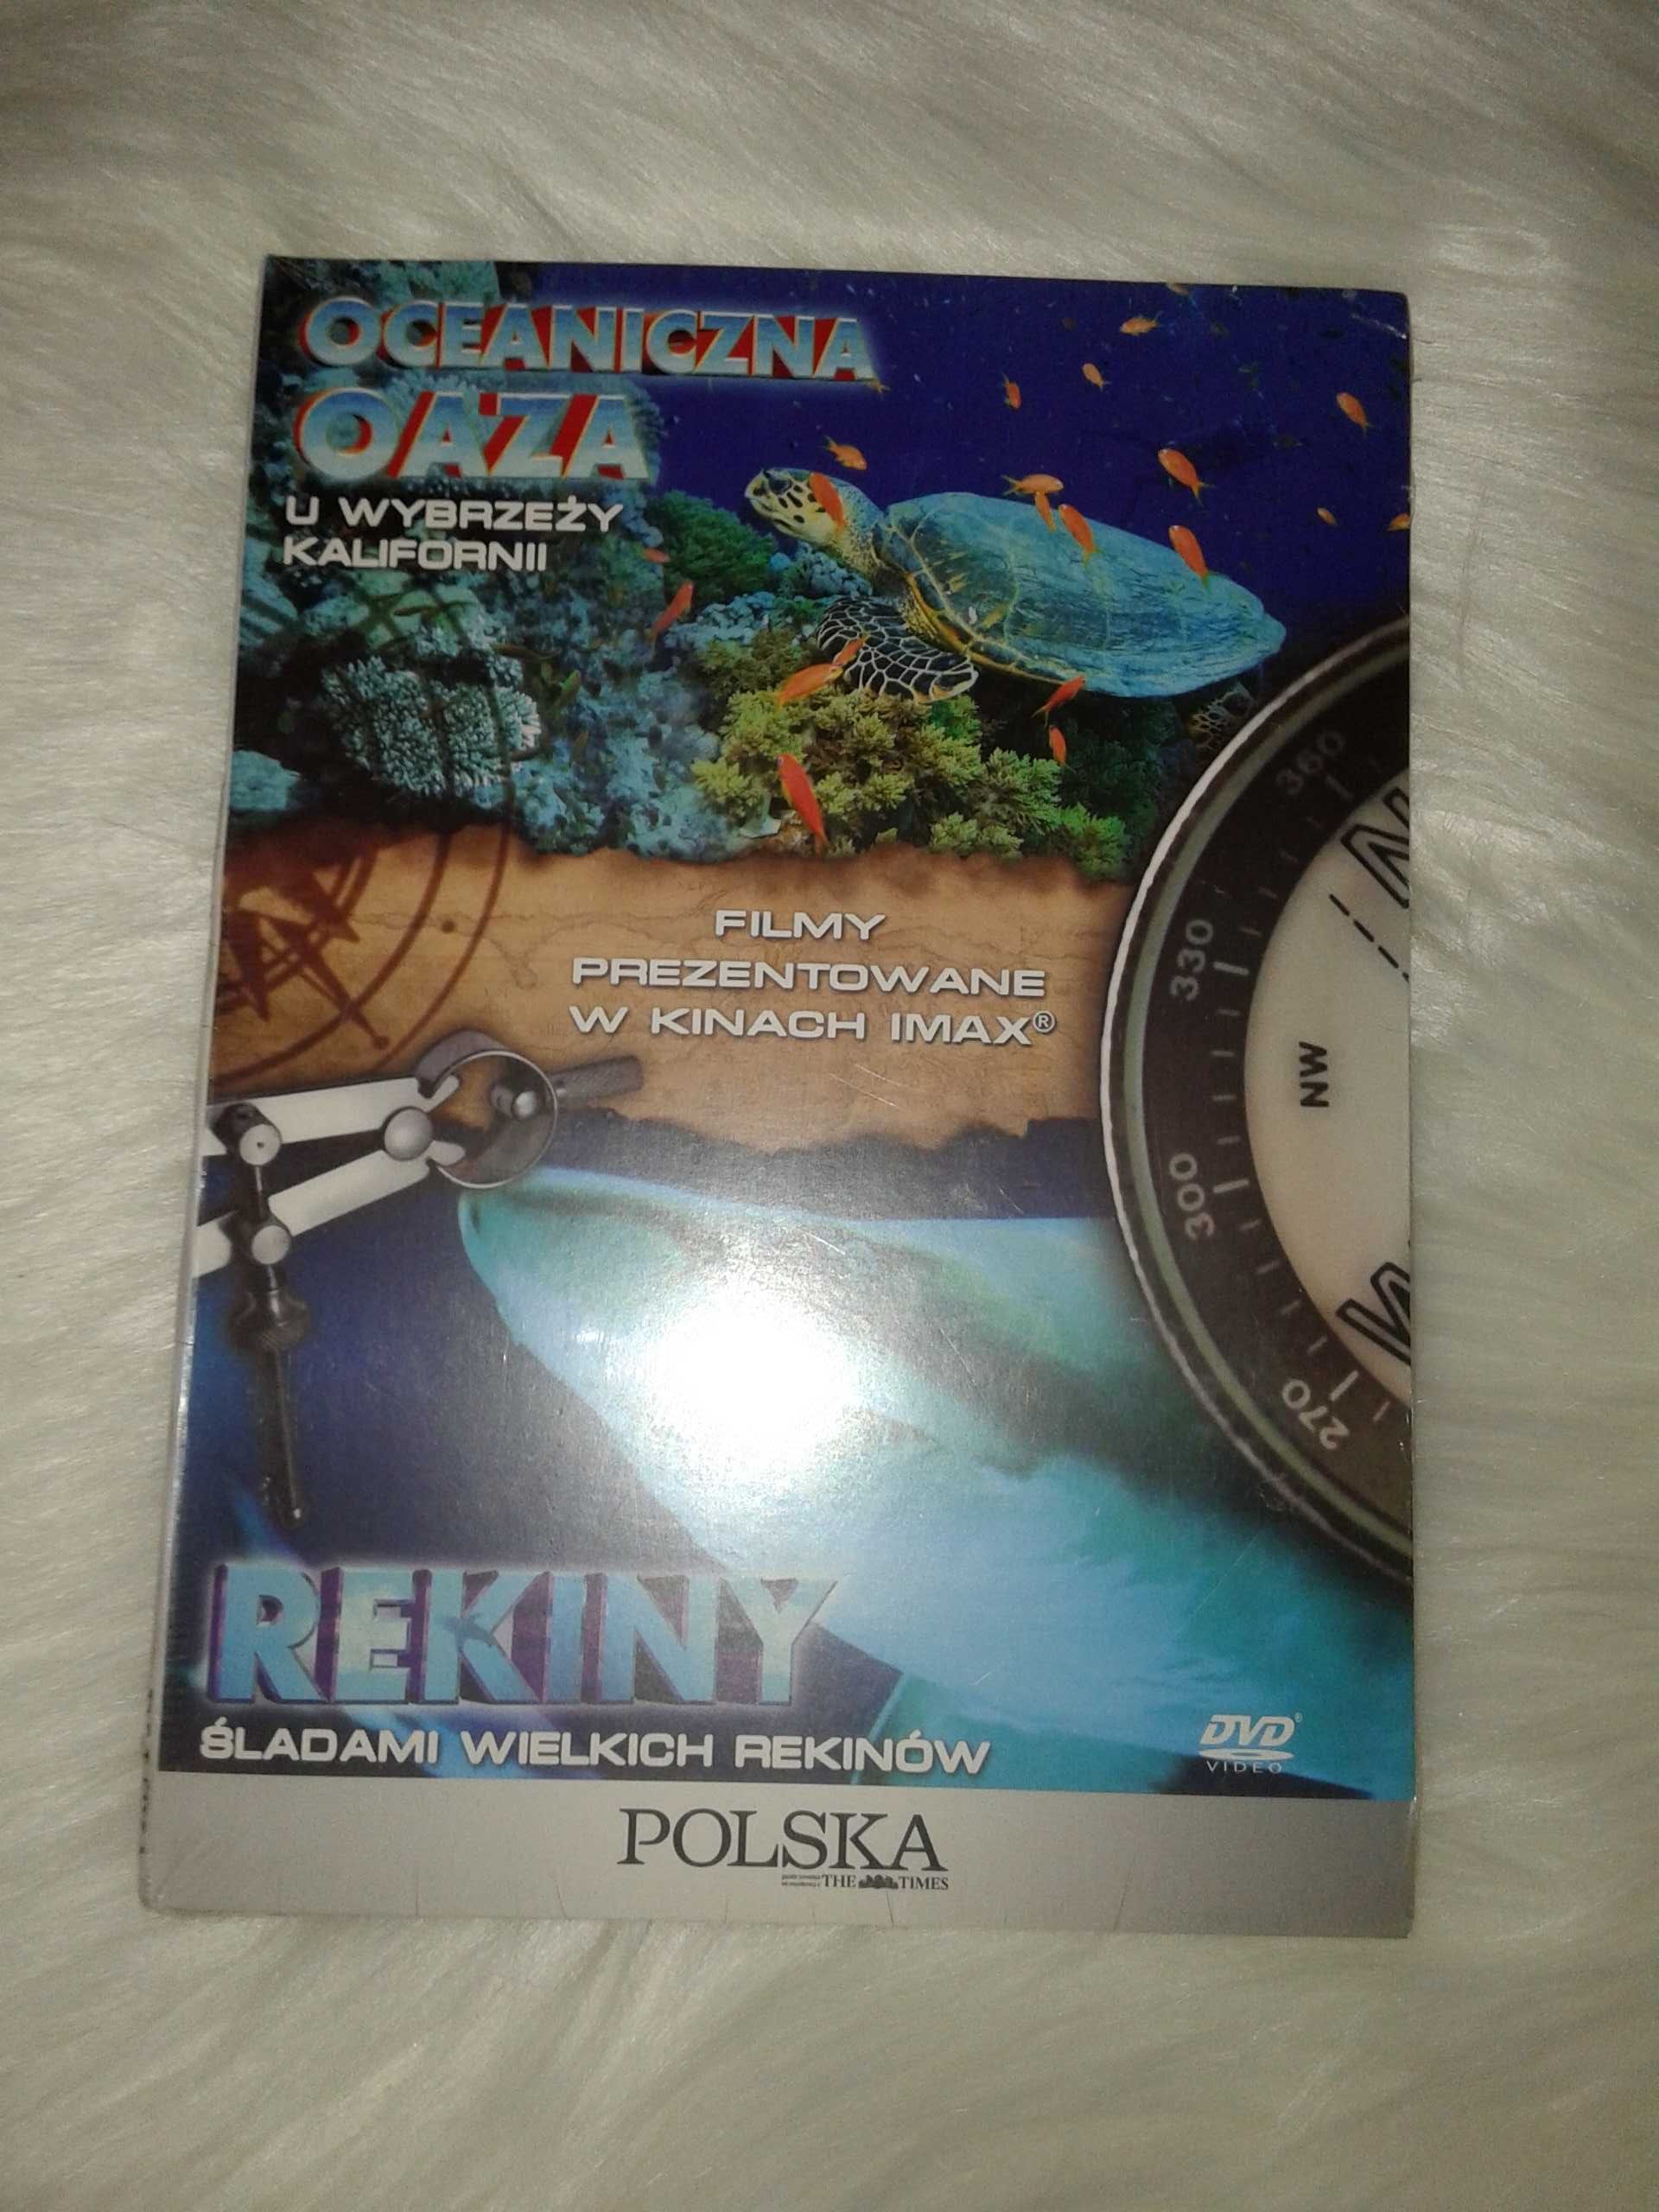 OCEANICZNA
OAZA
U WYBRZEŻY
KALIFORNII
FILMY
PREZENTOWANE
W KINACH IMAX®
360
N
330
NW
300
W
270
REKINY
ŚLADAMI WIELKICH REKINÓW
DVD®
VIDEO
POLSKA
THE TIMES